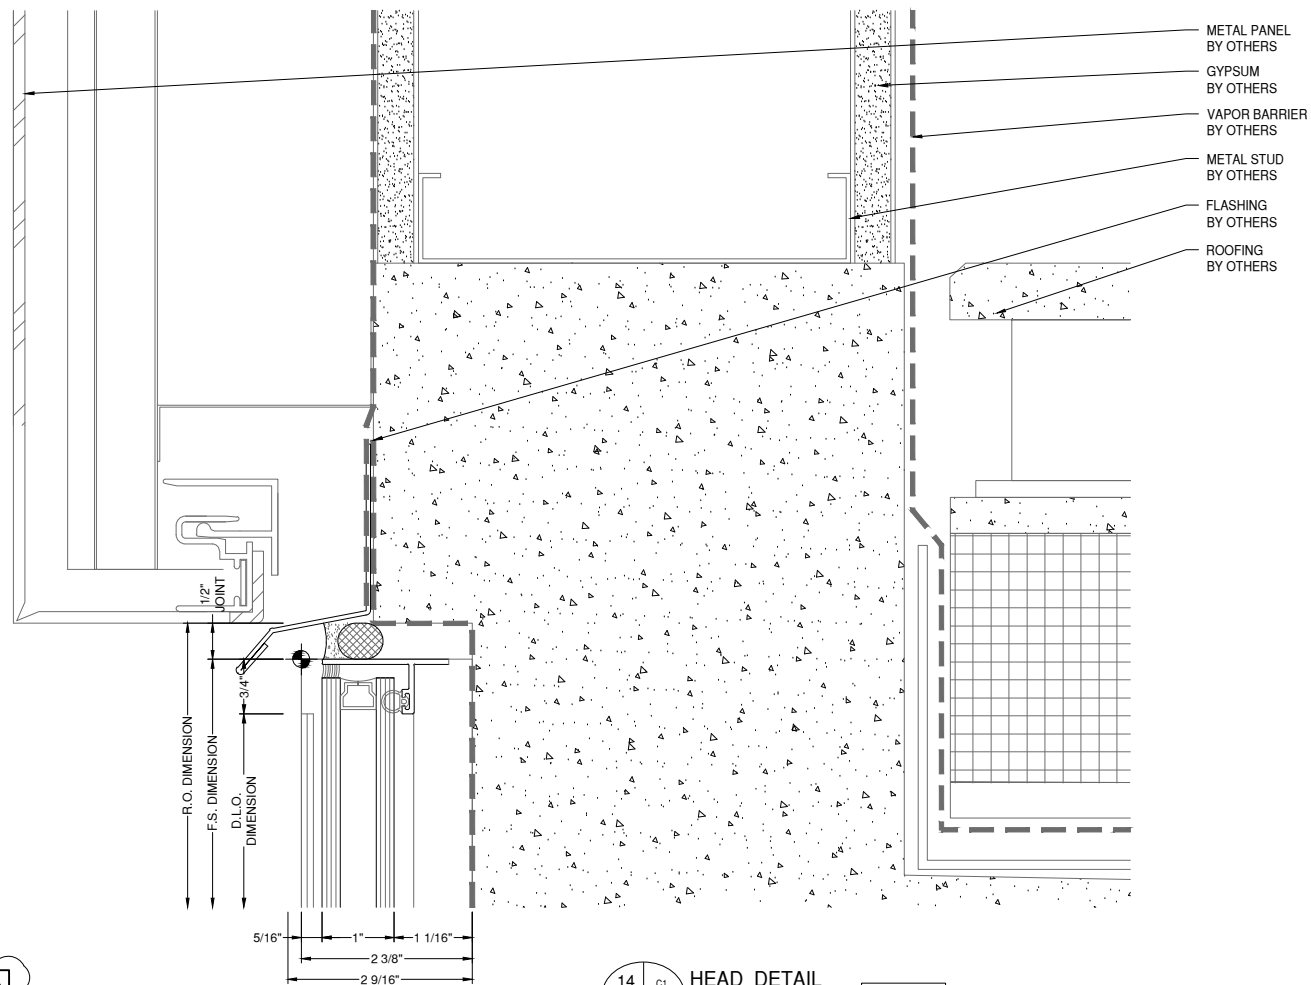 METAL PANEL
BY OTHERS
GYPSUM
BY OTHERS
VAPOR BARRIER
BY OTHERS
METAL STUD
BY OTHERS
FLASHING
BY OTHERS
ROOFING
BY OTHERS
1/2"
JOINT
3/4"
R.O. DIMENSION
F.S. DIMENSION
D.L.O.
DIMENSION
5/16"
1"
1 1/16"
2 3/8"
2 9/16"
14
C1
HEAD DETAIL